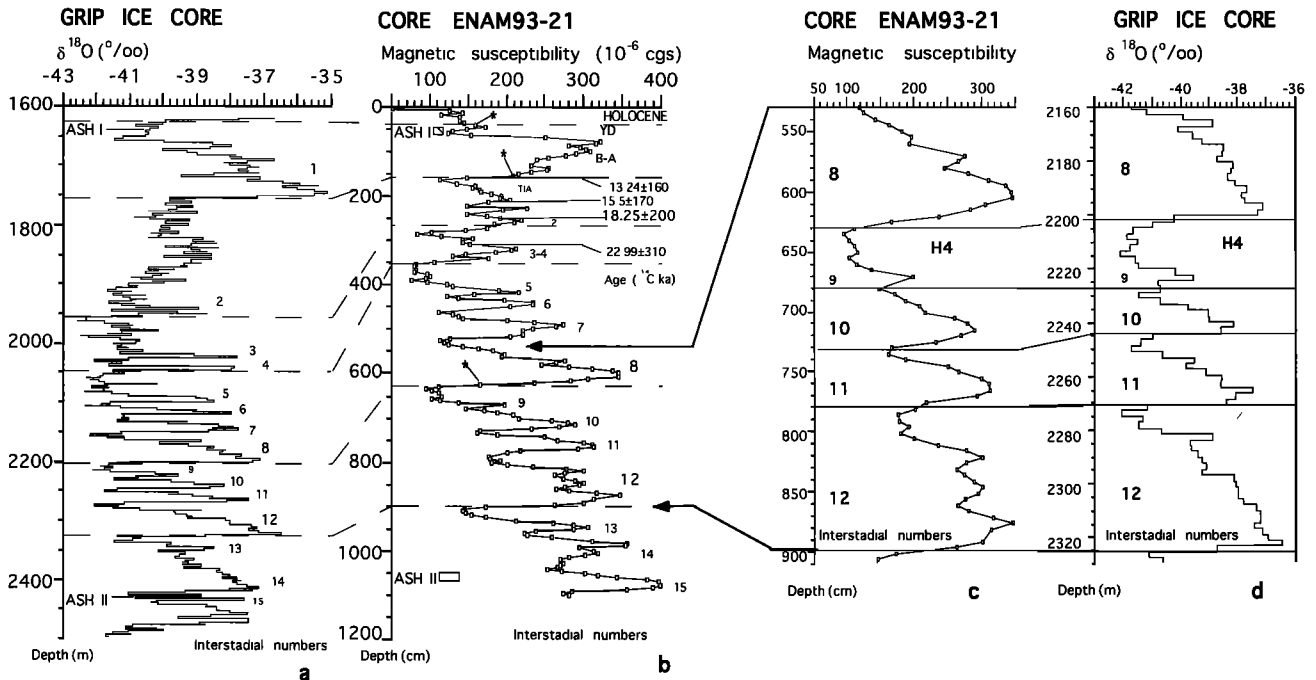 GRIP ICE CORE
δ18O (°/oo)
-43 -41 -39 -37 -35
1600
1800
2000
2200
2400
ASH I
ASH II
1
2
3
4
5
6
7
8
9
10
11
12
13
14
15
Interstadial numbers
Depth (m)
a
CORE ENAM93-21
Magnetic susceptibility (10-6 cgs)
100 200 300 400
0
200
400
600
800
1000
1200
HOLOCENE
ASH I
YD
*
B-A
*
13 24±160
TIA
15 5±170
18.25±200
2
22 99±310
3-4
Age (14C ka)
5
6
7
8
*
9
10
11
12
13
14
ASH II
15
Interstadial numbers
Depth (cm)
b
CORE ENAM93-21
Magnetic susceptibility
50 100 200 300
550
600
650
700
750
800
850
900
8
H4
9
10
11
12
Interstadial numbers
Depth (cm)
c
GRIP ICE CORE
δ18O (°/oo)
-42 -40 -38 -36
2160
2180
2200
2220
2240
2260
2280
2300
2320
8
H4
9
10
11
12
Interstadial numbers
Depth (m)
d